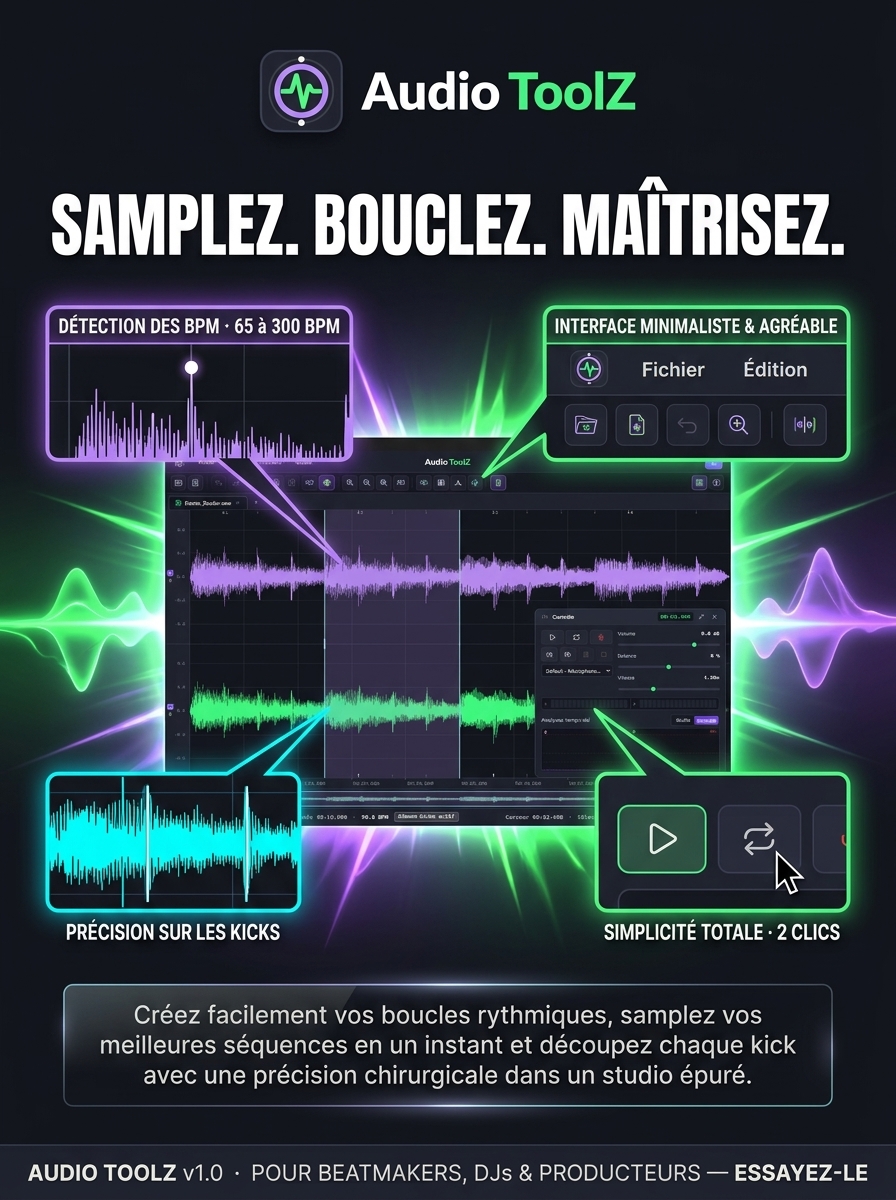 Audio ToolZ
SAMPLEZ. BOUCLEZ. MAÎTRISEZ.
DÉTECTION DES BPM · 65 à 300 BPM
INTERFACE MINIMALISTE & AGRÉABLE
Fichier Édition
Audio ToolZ
Contrôle
Volume
Balance
Vitesse
PRÉCISION SUR LES KICKS
SIMPLICITÉ TOTALE · 2 CLICS
Créez facilement vos boucles rythmiques, samplez vos
meilleures séquences en un instant et découpez chaque kick
avec une précision chirurgicale dans un studio épuré.
AUDIO TOOLZ v1.0 · POUR BEATMAKERS, DJs & PRODUCTEURS — ESSAYEZ-LE